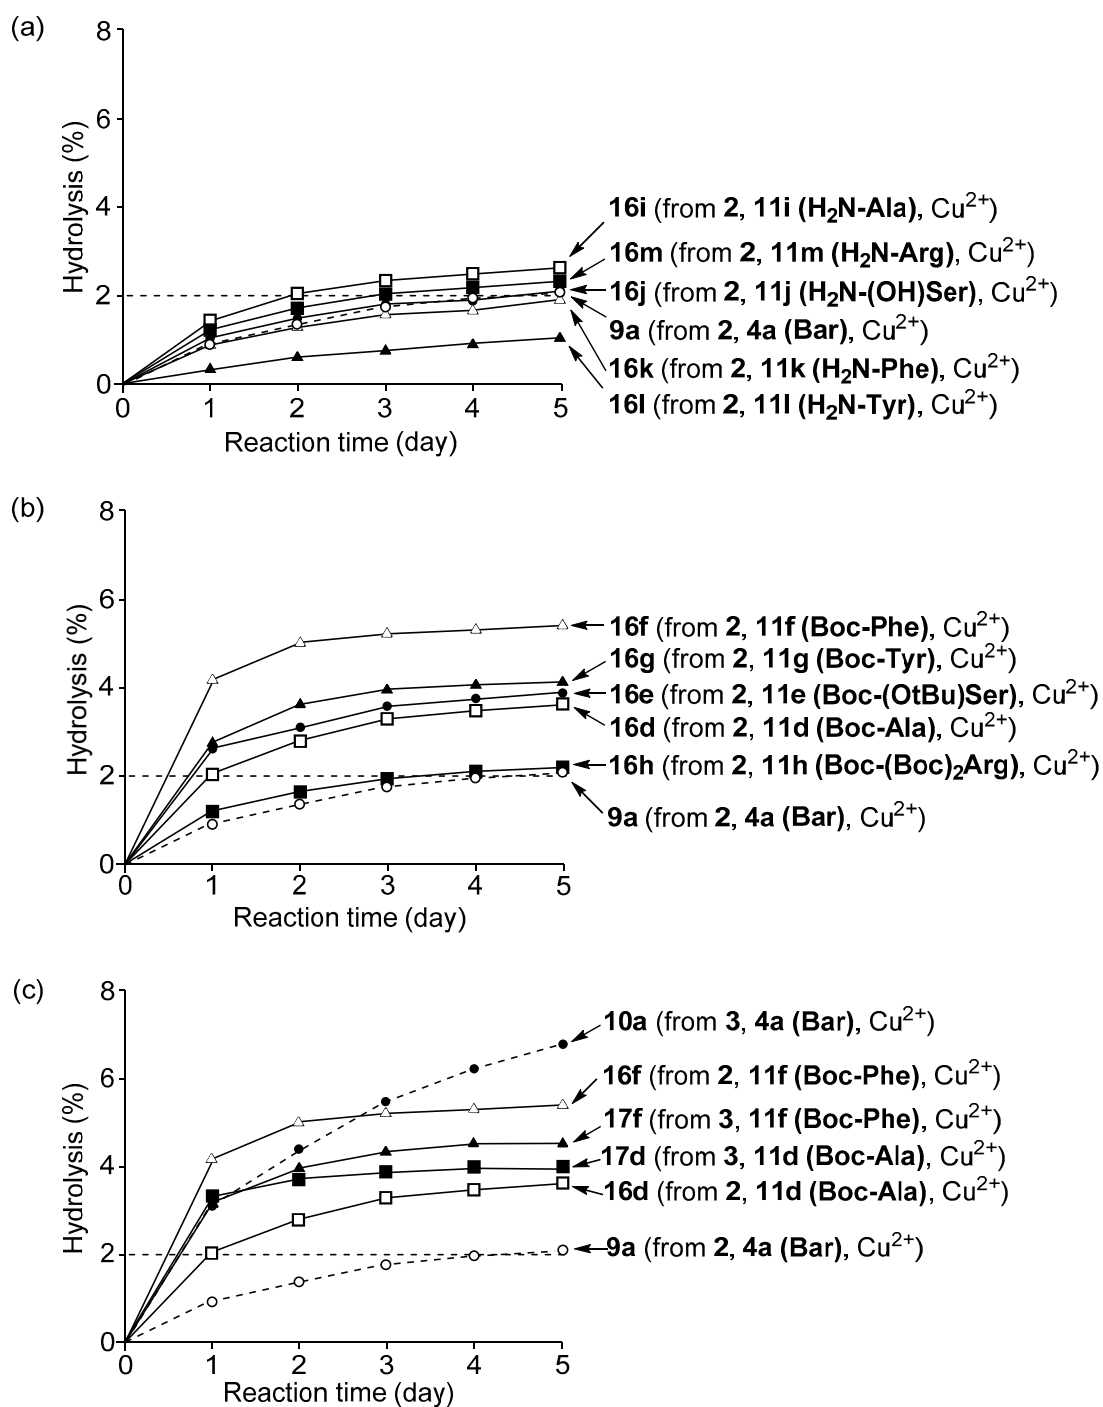 (a)
8
6
4
2
0
Hydrolysis (%)
0 1 2 3 4 5
Reaction time (day)
16i (from 2, 11i (H₂N-Ala), Cu²⁺)
16m (from 2, 11m (H₂N-Arg), Cu²⁺)
16j (from 2, 11j (H₂N-(OH)Ser), Cu²⁺)
9a (from 2, 4a (Bar), Cu²⁺)
16k (from 2, 11k (H₂N-Phe), Cu²⁺)
16l (from 2, 11l (H₂N-Tyr), Cu²⁺)
(b)
8
6
4
2
0
Hydrolysis (%)
0 1 2 3 4 5
Reaction time (day)
16f (from 2, 11f (Boc-Phe), Cu²⁺)
16g (from 2, 11g (Boc-Tyr), Cu²⁺)
16e (from 2, 11e (Boc-(OtBu)Ser), Cu²⁺)
16d (from 2, 11d (Boc-Ala), Cu²⁺)
16h (from 2, 11h (Boc-(Boc)₂Arg), Cu²⁺)
9a (from 2, 4a (Bar), Cu²⁺)
(c)
8
6
4
2
0
Hydrolysis (%)
0 1 2 3 4 5
Reaction time (day)
10a (from 3, 4a (Bar), Cu²⁺)
16f (from 2, 11f (Boc-Phe), Cu²⁺)
17f (from 3, 11f (Boc-Phe), Cu²⁺)
17d (from 3, 11d (Boc-Ala), Cu²⁺)
16d (from 2, 11d (Boc-Ala), Cu²⁺)
9a (from 2, 4a (Bar), Cu²⁺)